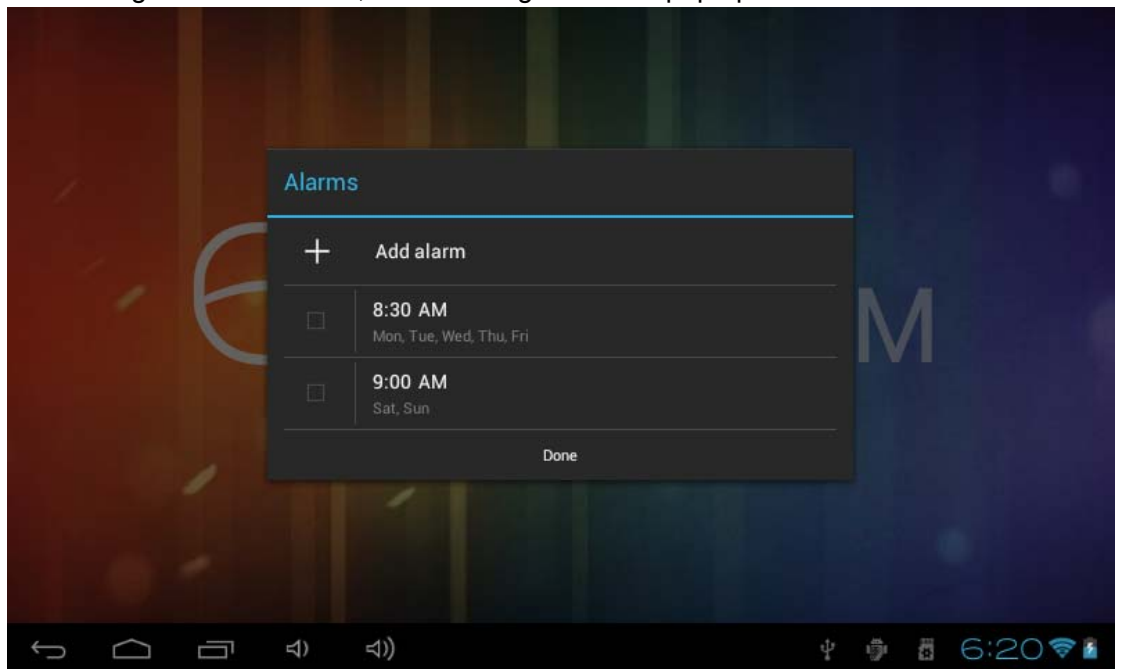 Alarms
Add alarm
8:30 AM
Mon, Tue, Wed, Thu, Fri
9:00 AM
Sat, Sun
Done
6 M
6:20